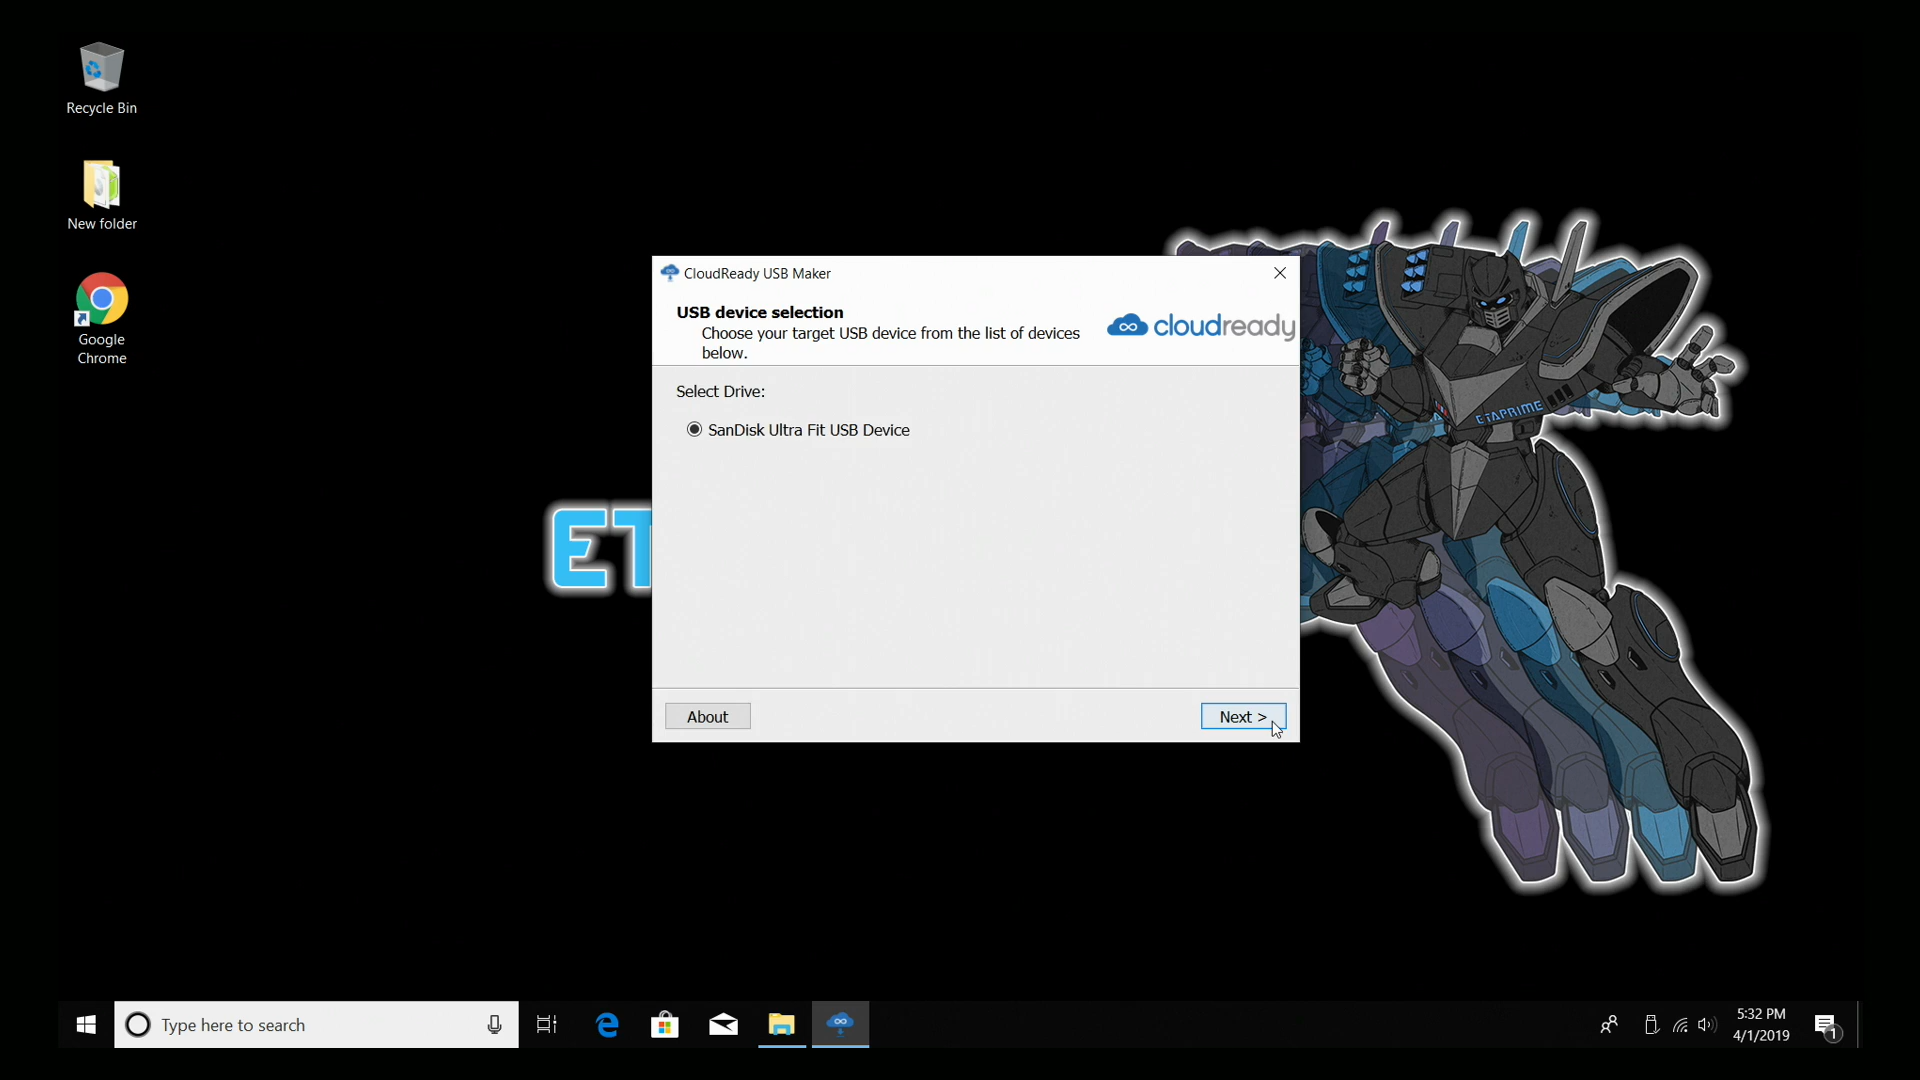 Recycle Bin
New folder
Google
Chrome
CloudReady USB Maker
USB device selection
Choose your target USB device from the list of devices
below.
cloudready
Select Drive:
SanDisk Ultra Fit USB Device
About
Next >
ET
ETAPRIME
Type here to search
5:32 PM
4/1/2019
1